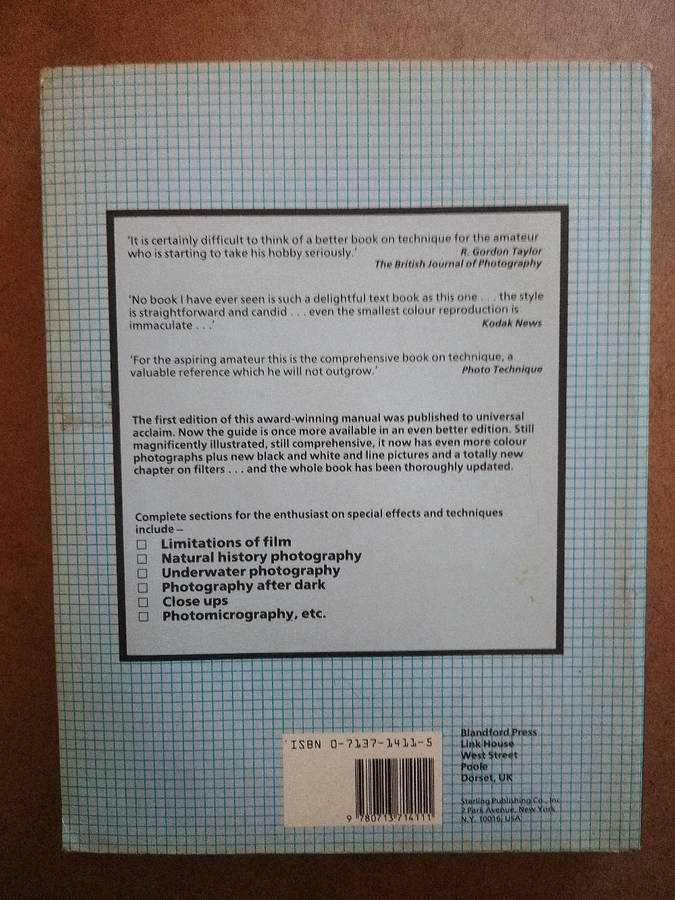 'It is certainly difficult to think of a better book on technique for the amateur
who is starting to take his hobby seriously.' R. Gordon Taylor
The British Journal of Photography
'No book I have ever seen is such a delightful text book as this one . . . the style
is straightforward and candid . . . even the smallest colour reproduction is
immaculate . . .' Kodak News
'For the aspiring amateur this is the comprehensive book on technique, a
valuable reference which he will not outgrow.' Photo Technique
The first edition of this award-winning manual was published to universal
acclaim. Now the guide is once more available in an even better edition. Still
magnificently illustrated, still comprehensive, it now has even more colour
photographs plus new black and white and line pictures and a totally new
chapter on filters . . . and the whole book has been thoroughly updated.
Complete sections for the enthusiast on special effects and techniques
include –
□ Limitations of film
□ Natural history photography
□ Underwater photography
□ Photography after dark
□ Close ups
□ Photomicrography, etc.
ISBN 0-7137-1411-5
9 780713 714111
Blandford Press
Link House
West Street
Poole
Dorset, UK
Sterling Publishing Co., Inc
2 Park Avenue, New York
N.Y. 10016, USA